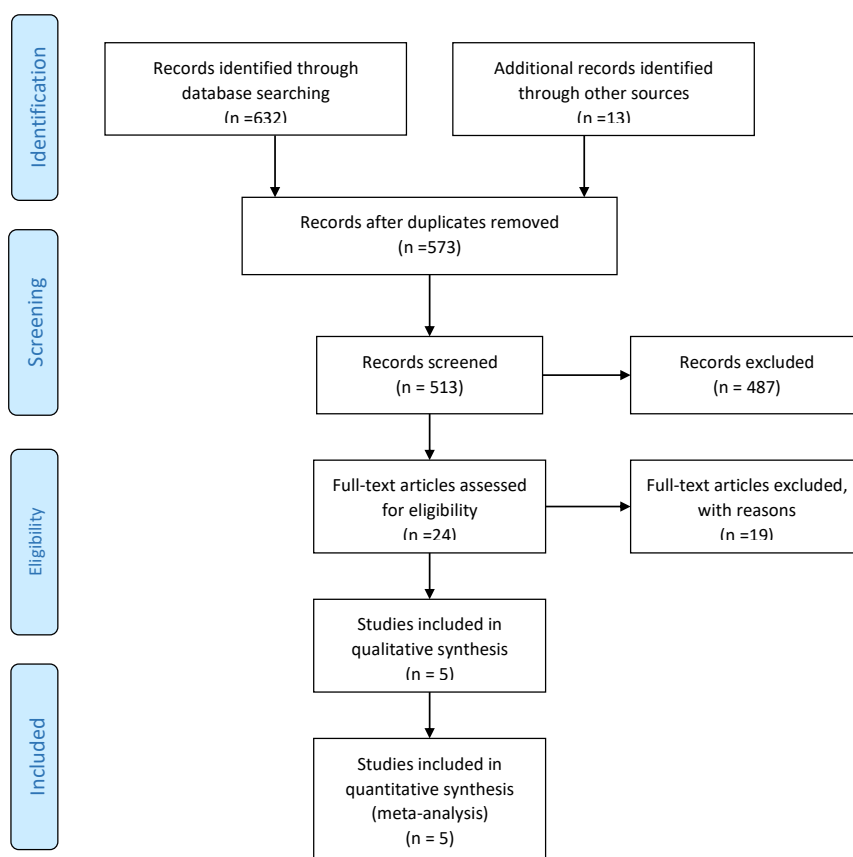 Identification
Records identified through
database searching
(n =632)
Additional records identified
through other sources
(n =13)
Records after duplicates removed
(n =573)
Screening
Records screened
(n = 513)
Records excluded
(n = 487)
Eligibility
Full-text articles assessed
for eligibility
(n =24)
Full-text articles excluded,
with reasons
(n =19)
Studies included in
qualitative synthesis
(n = 5)
Included
Studies included in
quantitative synthesis
(meta-analysis)
(n = 5)